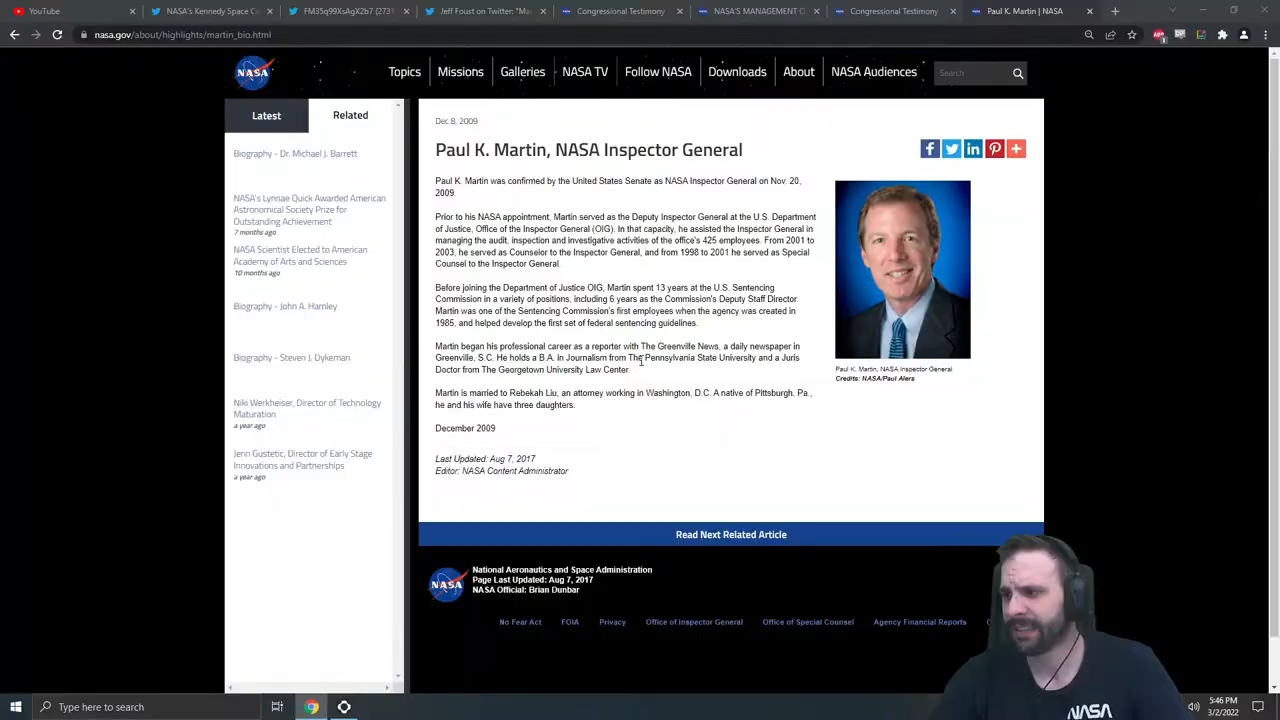 YouTube
NASA's Kennedy Space Ce
FM35q99XsAgX2b7 (273
Jeff Foust on Twitter: "Mar
Congressional Testimony
NASA's MANAGEMENT O
Congressional Testimony
Paul K. Martin | NASA
nasa.gov/about/highlights/martin_bio.html
NASA
Topics
Missions
Galleries
NASA TV
Follow NASA
Downloads
About
NASA Audiences
Search
Latest
Related
Biography - Dr. Michael J. Barrett
NASA's Lynnae Quick Awarded American
Astronomical Society Prize for
Outstanding Achievement
7 months ago
NASA Scientist Elected to American
Academy of Arts and Sciences
10 months ago
Biography - John A. Hamley
Biography - Steven J. Dykeman
Niki Werkheiser, Director of Technology
Maturation
a year ago
Jenn Gustetic, Director of Early Stage
Innovations and Partnerships
a year ago
Dec 8, 2009
Paul K. Martin, NASA Inspector General
Paul K. Martin was confirmed by the United States Senate as NASA Inspector General on Nov. 20,
2009.
Prior to his NASA appointment, Martin served as the Deputy Inspector General at the U.S. Department
of Justice, Office of the Inspector General (OIG). In that capacity, he assisted the Inspector General in
managing the audit, inspection and investigative activities of the office's 425 employees. From 2001 to
2003, he served as Counselor to the Inspector General, and from 1998 to 2001 he served as Special
Counsel to the Inspector General.
Before joining the Department of Justice OIG, Martin spent 13 years at the U.S. Sentencing
Commission in a variety of positions, including 6 years as the Commission's Deputy Staff Director.
Martin was one of the Sentencing Commission's first employees when the agency was created in
1985, and helped develop the first set of federal sentencing guidelines.
Martin began his professional career as a reporter with The Greenville News, a daily newspaper in
Greenville, S.C. He holds a B.A. in Journalism from The Pennsylvania State University and a Juris
Doctor from The Georgetown University Law Center.
Martin is married to Rebekah Liu, an attorney working in Washington, D.C. A native of Pittsburgh, Pa.,
he and his wife have three daughters.
December 2009
Last Updated: Aug 7, 2017
Editor: NASA Content Administrator
Paul K. Martin, NASA Inspector General
Credits: NASA/Paul Alers
Read Next Related Article
NASA
National Aeronautics and Space Administration
Page Last Updated: Aug 7, 2017
NASA Official: Brian Dunbar
No Fear Act
FOIA
Privacy
Office of Inspector General
Office of Special Counsel
Agency Financial Reports
NASA
Type here to search
5:46 PM
3/2/2022